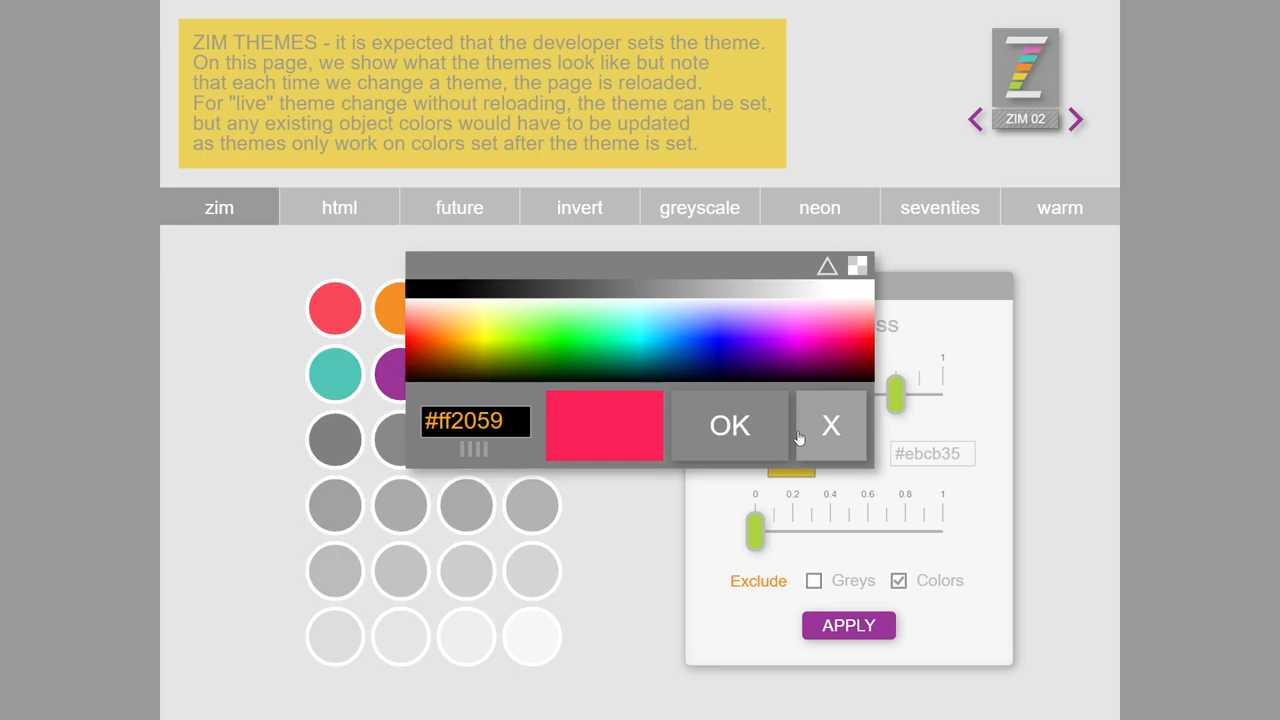 ZIM THEMES - it is expected that the developer sets the theme.
On this page, we show what the themes look like but note
that each time we change a theme, the page is reloaded.
For "live" theme change without reloading, the theme can be set,
but any existing object colors would have to be updated
as themes only work on colors set after the theme is set.
ZIM 02
zim html future invert greyscale neon seventies warm
SS
1
#ff2059 OK X
#ebcb35
0 0.2 0.4 0.6 0.8 1
Exclude Greys Colors
APPLY